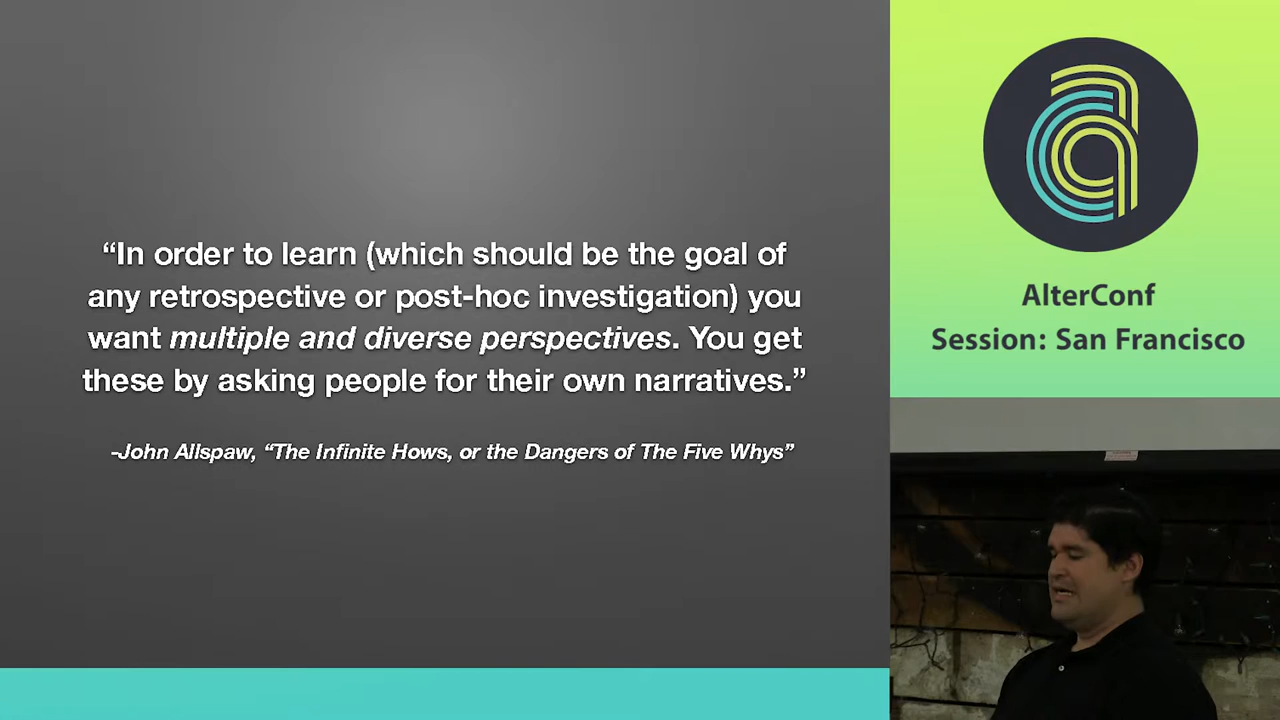 “In order to learn (which should be the goal of
any retrospective or post-hoc investigation) you
want multiple and diverse perspectives. You get
these by asking people for their own narratives.”
-John Allspaw, “The Infinite Hows, or the Dangers of The Five Whys”
AlterConf
Session: San Francisco